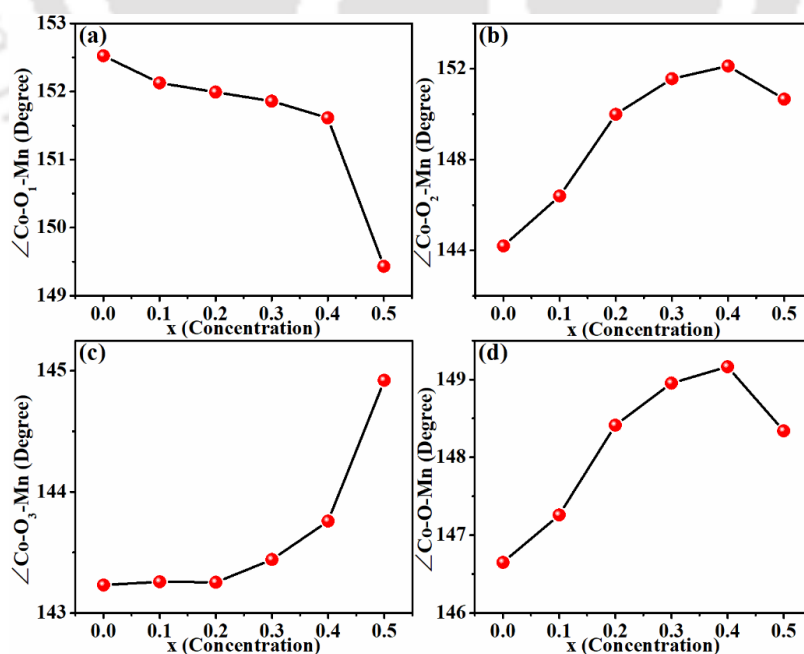 (a)
153
152
151
150
149
∠Co-O₁-Mn (Degree)
0.0 0.1 0.2 0.3 0.4 0.5
x (Concentration)
(b)
152
148
144
∠Co-O₂-Mn (Degree)
0.0 0.1 0.2 0.3 0.4 0.5
x (Concentration)
(c)
145
144
143
∠Co-O₃-Mn (Degree)
0.0 0.1 0.2 0.3 0.4 0.5
x (Concentration)
(d)
149
148
147
146
∠Co-O-Mn (Degree)
0.0 0.1 0.2 0.3 0.4 0.5
x (Concentration)